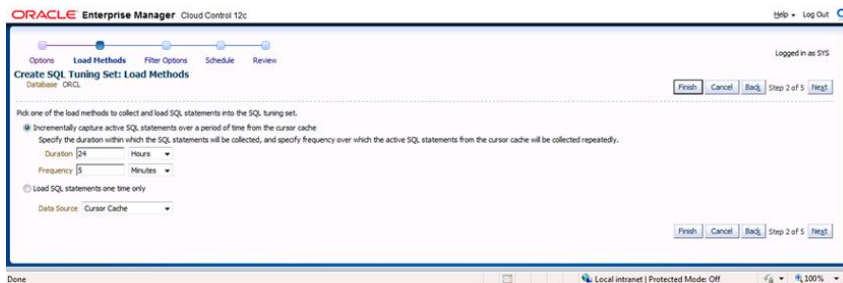 ORACLE Enterprise Manager Cloud Control 12c
Help Log Out
Options Load Methods Filter Options Schedule Review
Logged in as SYS
Create SQL Tuning Set: Load Methods
Database ORCL
Finish Cancel Back Step 2 of 5 Next
Pick one of the load methods to collect and load SQL statements into the SQL tuning set.
Incrementally capture active SQL statements over a period of time from the cursor cache
Specify the duration within which the SQL statements will be collected, and specify frequency over which the active SQL statements from the cursor cache will be collected repeatedly.
Duration 24 Hours
Frequency 5 Minutes
Load SQL statements one time only
Data Source Cursor Cache
Finish Cancel Back Step 2 of 5 Next
Done Local intranet | Protected Mode: Off 100%